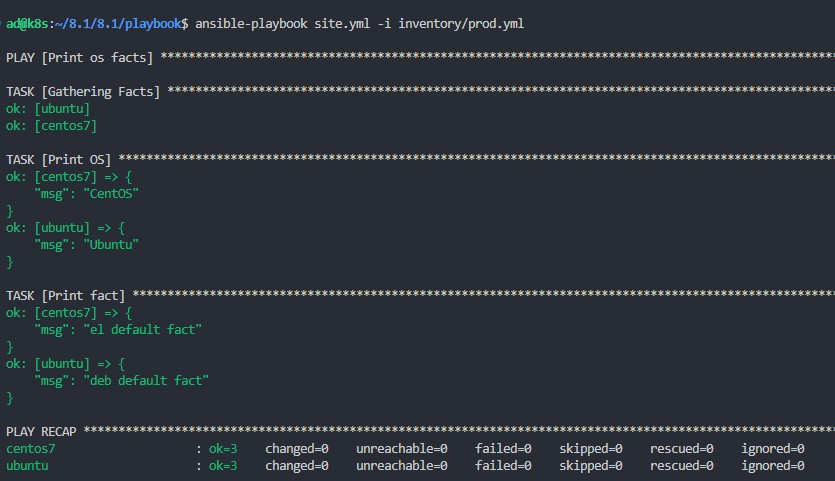 ad@k8s:~/8.1/8.1/playbook$ ansible-playbook site.yml -i inventory/prod.yml
PLAY [Print os facts] ****************************************************************************************************
TASK [Gathering Facts] ***************************************************************************************************
ok: [ubuntu]
ok: [centos7]
TASK [Print OS] **********************************************************************************************************
ok: [centos7] => {
    "msg": "CentOS"
}
ok: [ubuntu] => {
    "msg": "Ubuntu"
}
TASK [Print fact] ********************************************************************************************************
ok: [centos7] => {
    "msg": "el default fact"
}
ok: [ubuntu] => {
    "msg": "deb default fact"
}
PLAY RECAP ***************************************************************************************************************
centos7                    : ok=3    changed=0    unreachable=0    failed=0    skipped=0    rescued=0    ignored=0
ubuntu                     : ok=3    changed=0    unreachable=0    failed=0    skipped=0    rescued=0    ignored=0